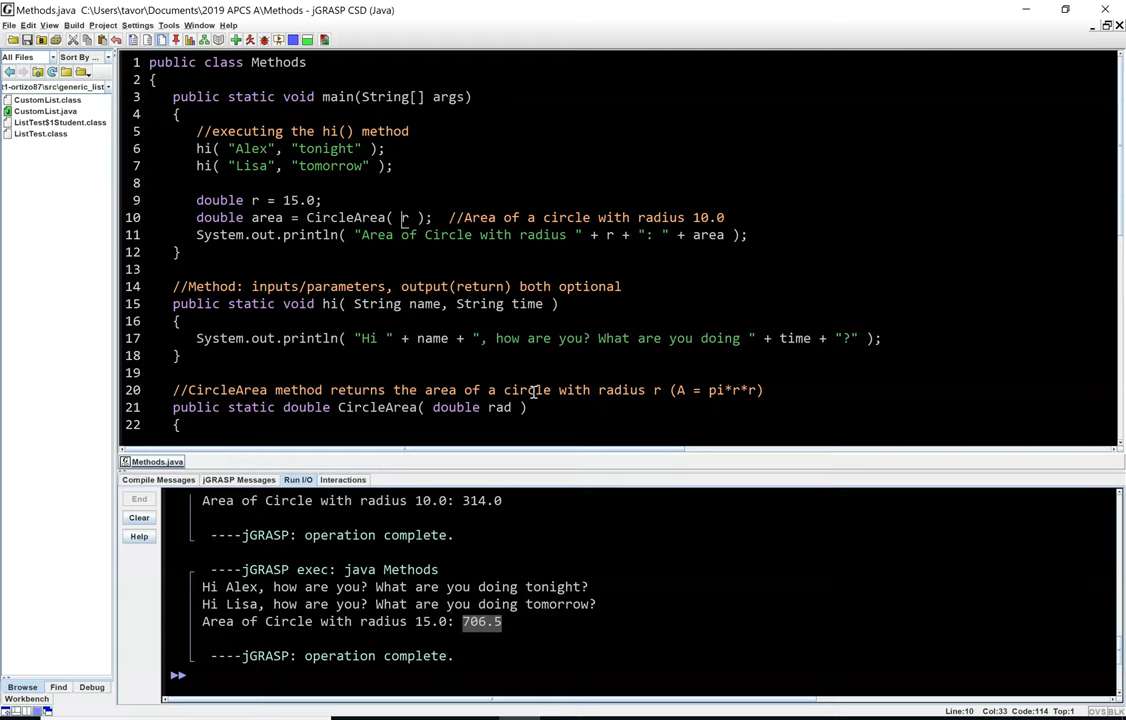 Methods.java C:\Users\tavor\Documents\2019 APCS A\Methods - jGRASP CSD (Java)
File Edit View Build Project Settings Tools Window Help
All Files Sort By ...
t1-ortizo87\src\generic_list
CustomList.class
CustomList.java
ListTest$1Student.class
ListTest.class
1 public class Methods
2 {
3 public static void main(String[] args)
4 {
5 //executing the hi() method
6 hi( "Alex", "tonight" );
7 hi( "Lisa", "tomorrow" );
8
9 double r = 15.0;
10 double area = CircleArea( r ); //Area of a circle with radius 10.0
11 System.out.println( "Area of Circle with radius " + r + ": " + area );
12 }
13
14 //Method: inputs/parameters, output(return) both optional
15 public static void hi( String name, String time )
16 {
17 System.out.println( "Hi " + name + ", how are you? What are you doing " + time + "?" );
18 }
19
20 //CircleArea method returns the area of a circle with radius r (A = pi*r*r)
21 public static double CircleArea( double rad )
22 {
Methods.java
Compile Messages jGRASP Messages Run I/O Interactions
End
Clear
Help
Area of Circle with radius 10.0: 314.0
----jGRASP: operation complete.
----jGRASP exec: java Methods
Hi Alex, how are you? What are you doing tonight?
Hi Lisa, how are you? What are you doing tomorrow?
Area of Circle with radius 15.0: 706.5
----jGRASP: operation complete.
Browse Find Debug
Workbench
Line:10 Col:33 Code:114 Top:1 OVS BLK